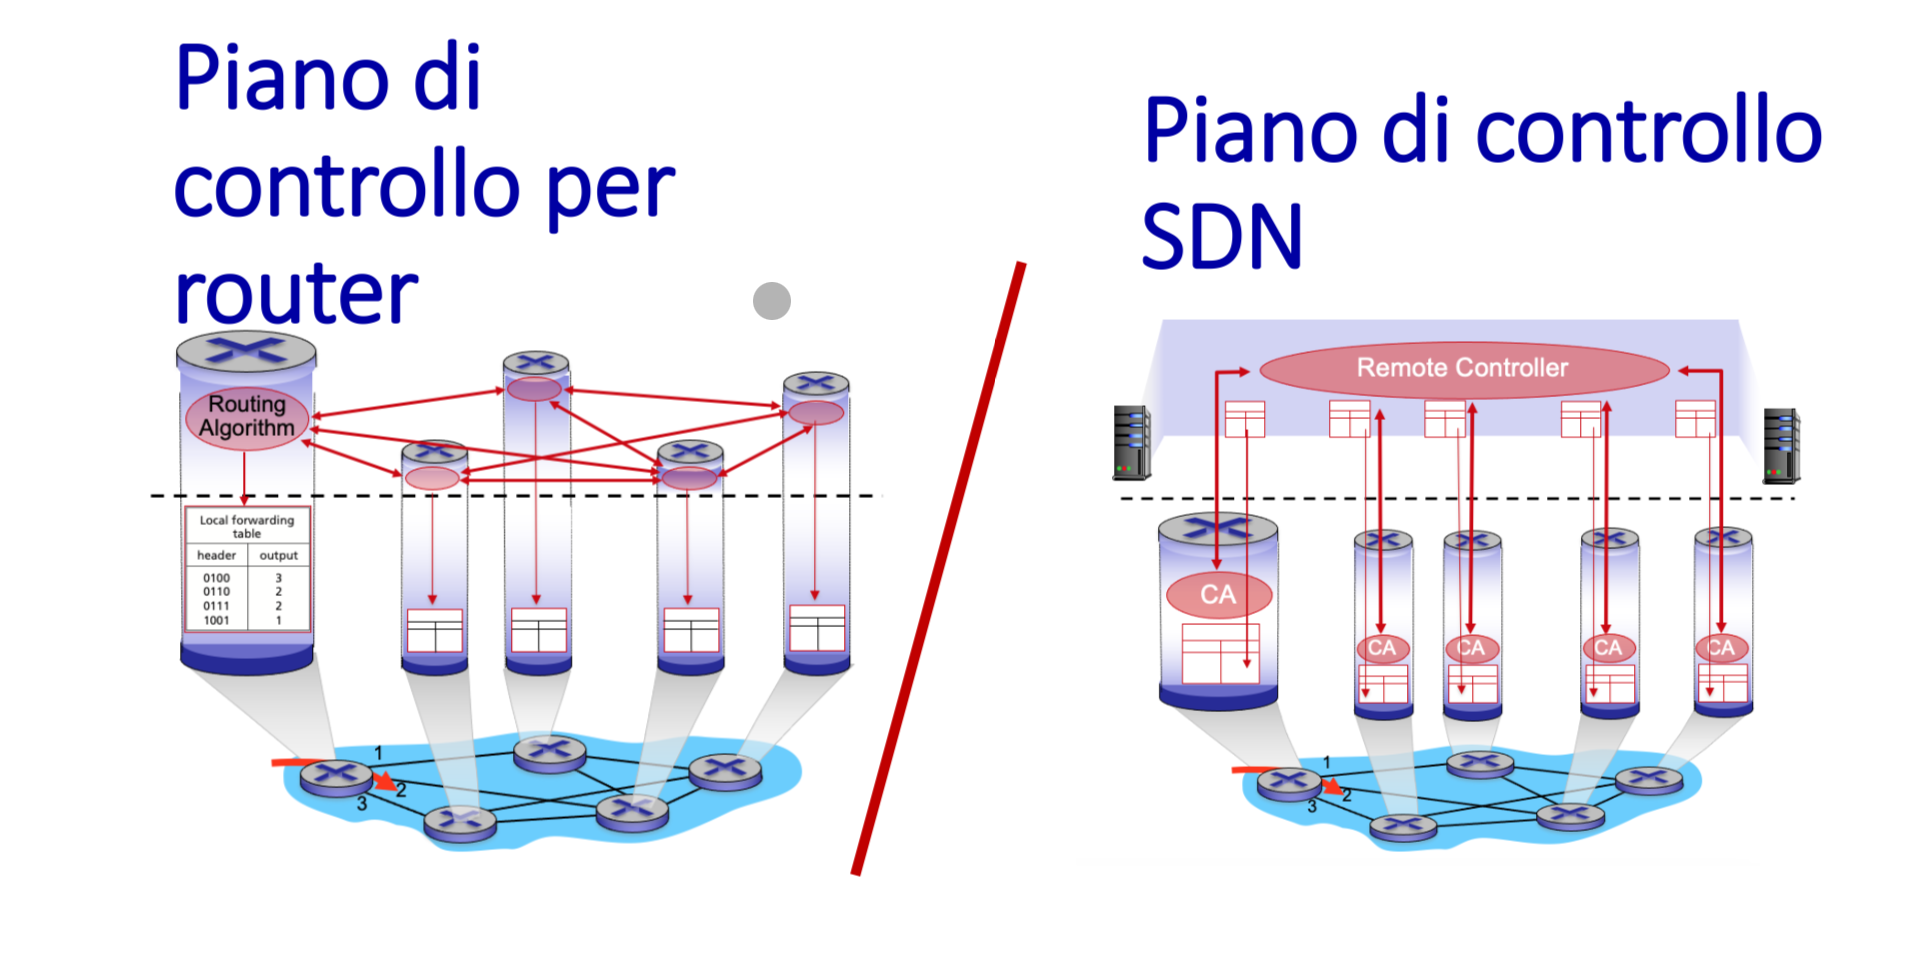 Piano di
controllo per
router
Routing
Algorithm
Local forwarding
table
header output
0100 3
0110 2
0111 2
1001 1
1
2
3
Piano di controllo
SDN
Remote Controller
CA
CA
CA
CA
CA
1
2
3